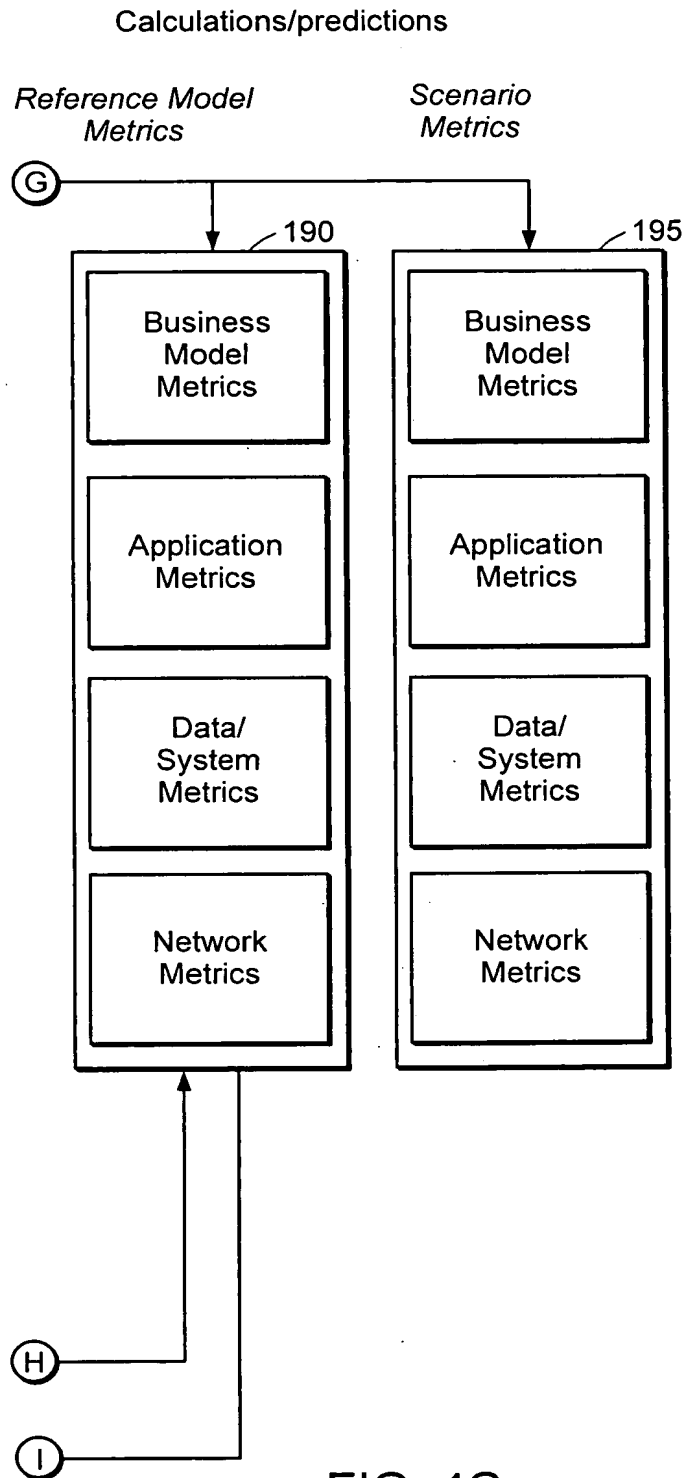 Calculations/predictions
Reference Model
Metrics
Scenario
Metrics
G
190
195
Business
Model
Metrics
Business
Model
Metrics
Application
Metrics
Application
Metrics
Data/
System
Metrics
Data/
System
Metrics
Network
Metrics
Network
Metrics
H
I
FIG.